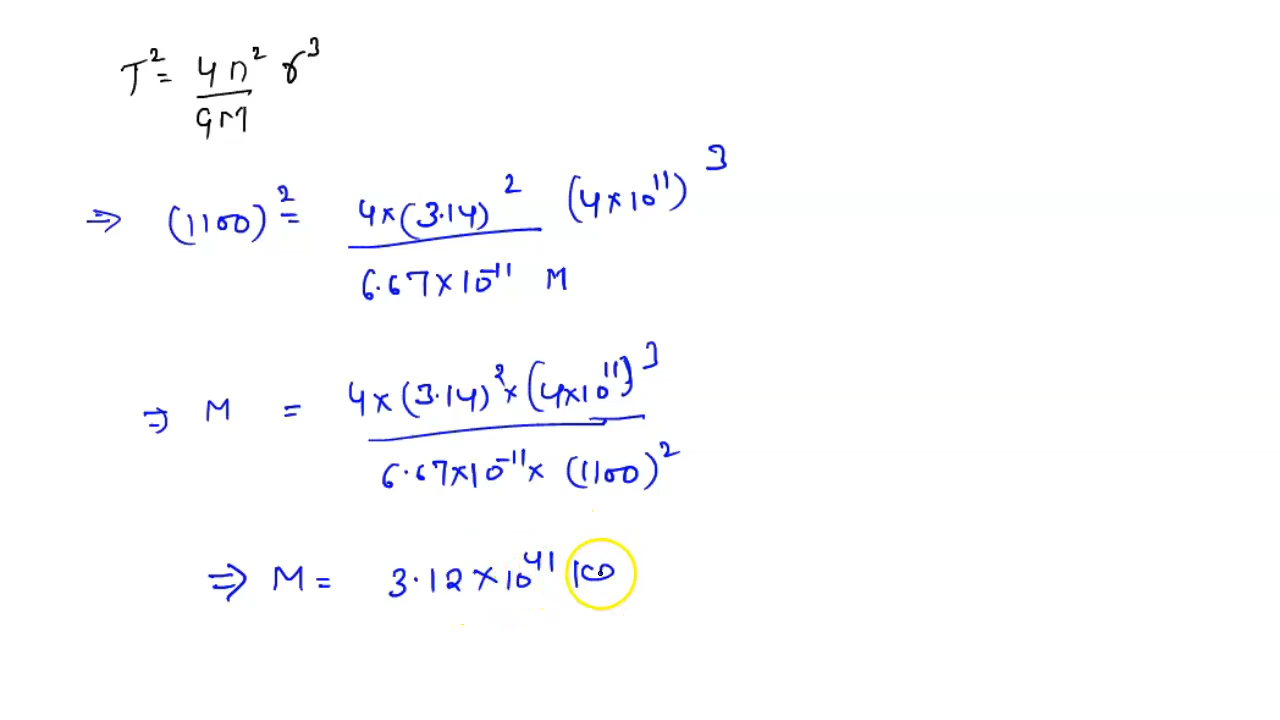 T² = 4π² r³
GM
⇒ (1100)² = 4×(3.14)² (4×10¹¹)³
6.67×10⁻¹¹ M
⇒ M = 4×(3.14)²×(4×10¹¹)³
6.67×10⁻¹¹×(1100)²
⇒ M = 3.12×10⁴¹